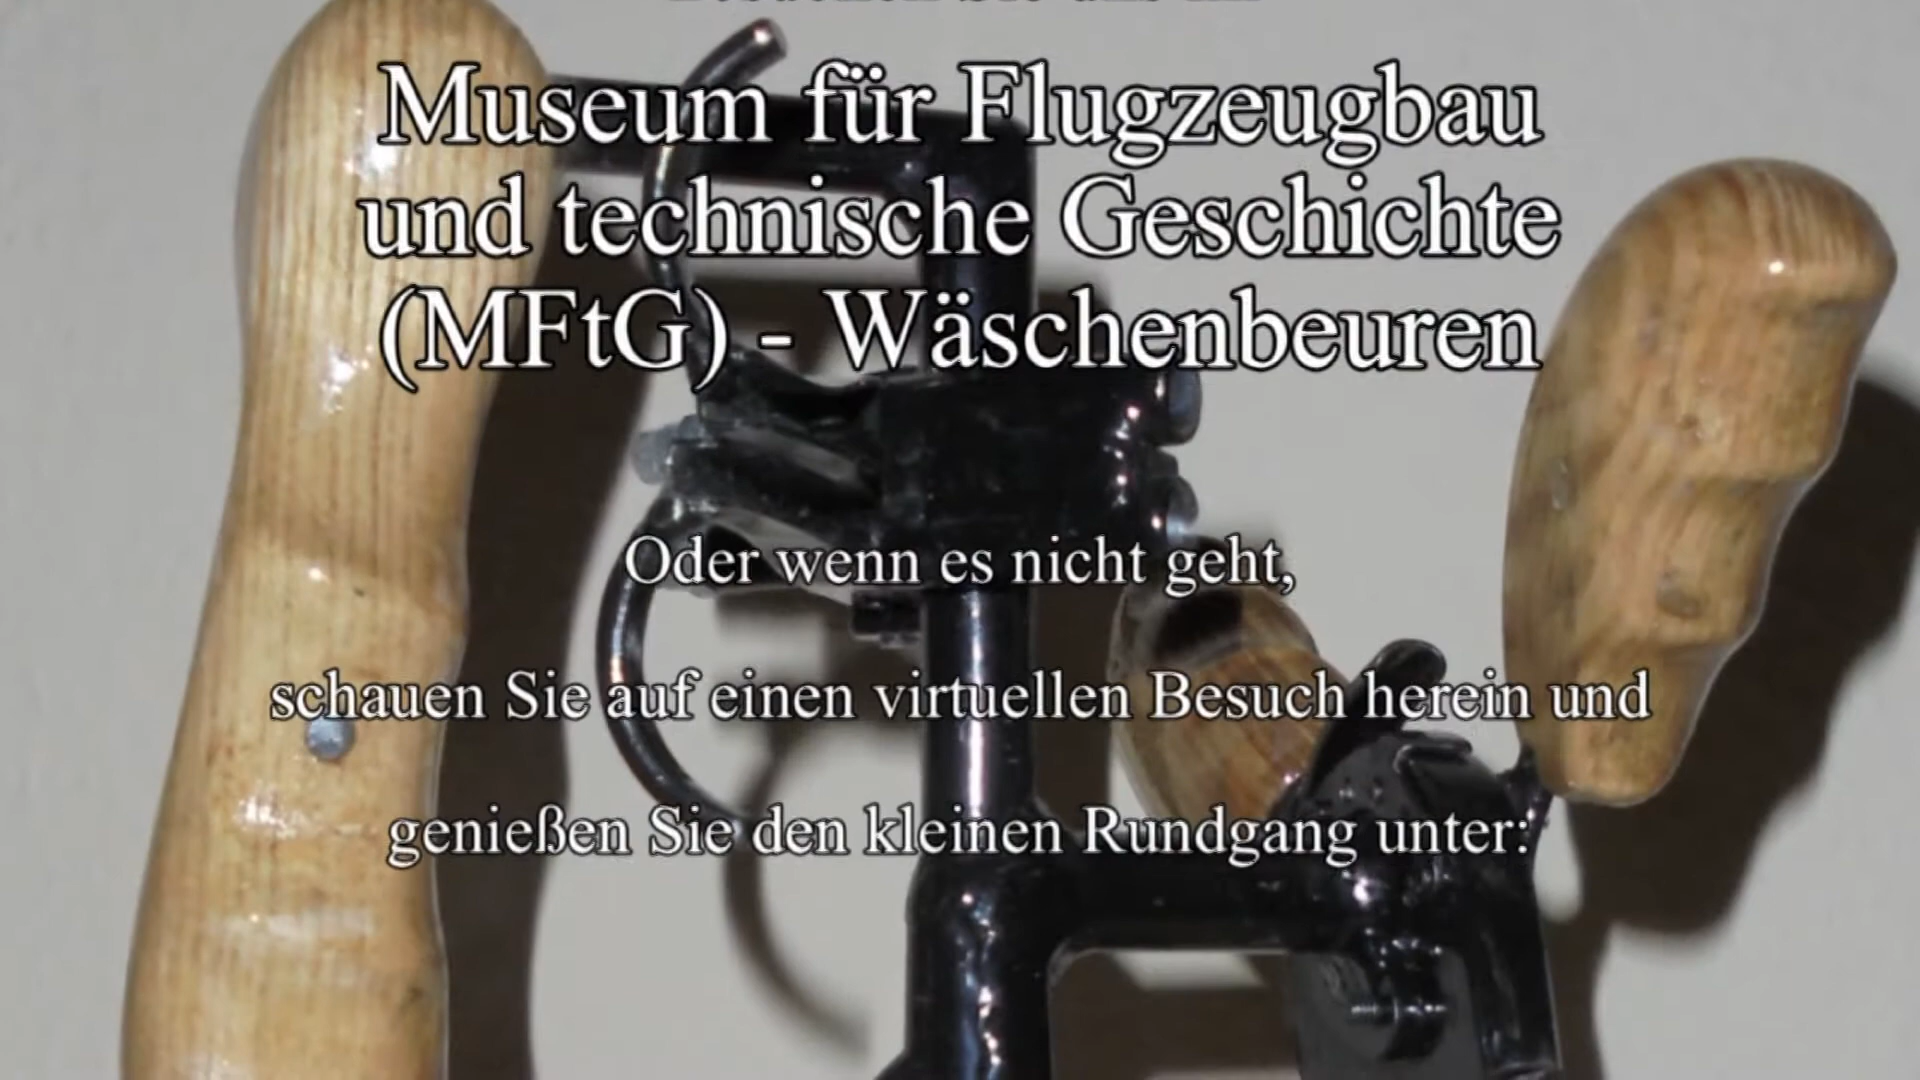 Museum für Flugzeugbau
und technische Geschichte
(MFtG) - Wäschenbeuren
Oder wenn es nicht geht,
schauen Sie auf einen virtuellen Besuch herein und
genießen Sie den kleinen Rundgang unter: